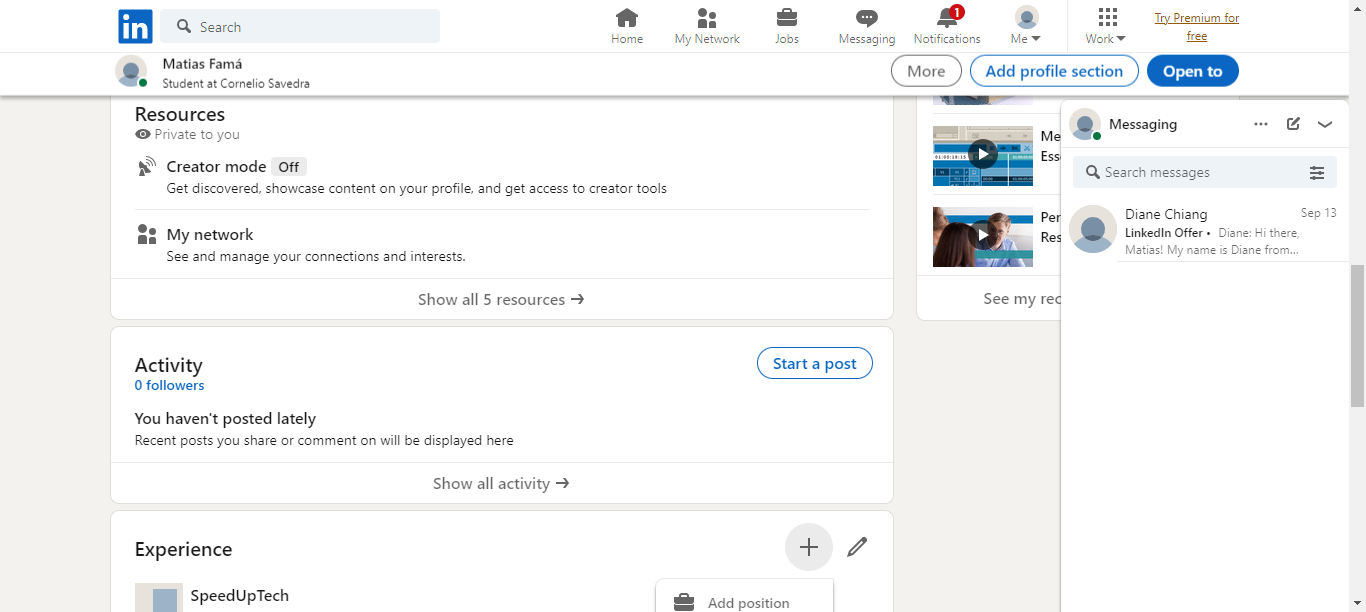 in
Search
Home
My Network
Jobs
Messaging
1
Notifications
Me
Work
Try Premium for
free
Matias Famá
Student at Cornelio Savedra
More
Add profile section
Open to
Resources
Private to you
Creator mode Off
Get discovered, showcase content on your profile, and get access to creator tools
My network
See and manage your connections and interests.
Show all 5 resources →
Activity
0 followers
Start a post
You haven't posted lately
Recent posts you share or comment on will be displayed here
Show all activity →
Experience
SpeedUpTech
Add position
Me
Ess
Per
Res
See my rec
Messaging
Search messages
Diane Chiang
Sep 13
LinkedIn Offer • Diane: Hi there,
Matias! My name is Diane from...